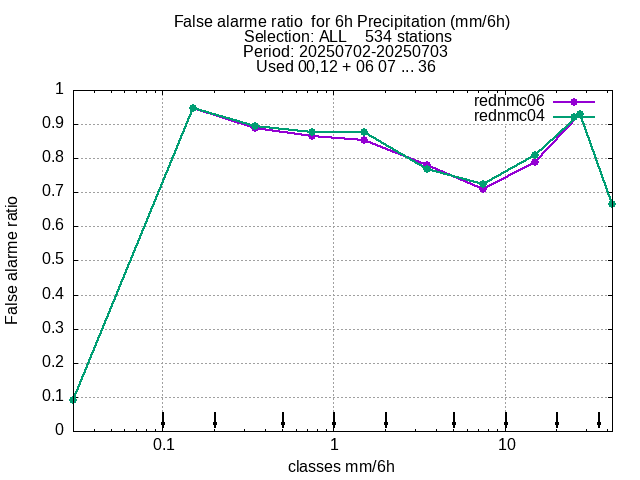 False alarme ratio  for 6h Precipitation (mm/6h)
Selection: ALL    534 stations
Period: 20250702-20250703
Used 00,12 + 06 07 ... 36
rednmc06
rednmc04
1
0.9
0.8
0.7
0.6
0.5
0.4
0.3
0.2
0.1
0
False alarme ratio
0.1 1 10
classes mm/6h